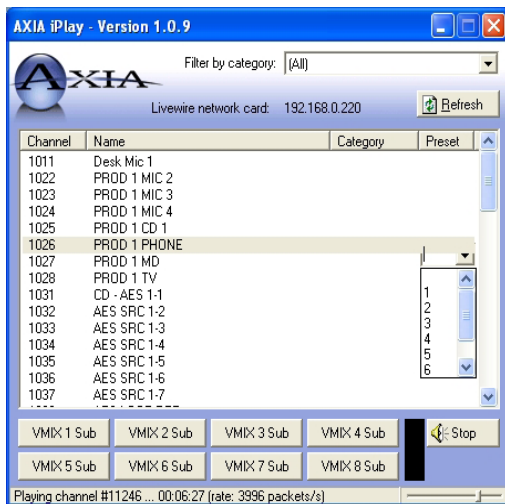 AXIA iPlay - Version 1.0.9
AXIA
Filter by category: (All)
Livewire network card: 192.168.0.220
Refresh
Channel Name Category Preset
1011 Desk Mic 1
1022 PROD 1 MIC 2
1023 PROD 1 MIC 3
1024 PROD 1 MIC 4
1025 PROD 1 CD 1
1026 PROD 1 PHONE
1027 PROD 1 MD
1028 PROD 1 TV
1031 CD - AES 1-1
1032 AES SRC 1-2
1033 AES SRC 1-3
1034 AES SRC 1-4
1035 AES SRC 1-5
1036 AES SRC 1-6
1037 AES SRC 1-7
1
2
3
4
5
6
VMIX 1 Sub VMIX 2 Sub VMIX 3 Sub VMIX 4 Sub Stop
VMIX 5 Sub VMIX 6 Sub VMIX 7 Sub VMIX 8 Sub
Playing channel #11246 ... 00:06:27 (rate: 3996 packets/s)